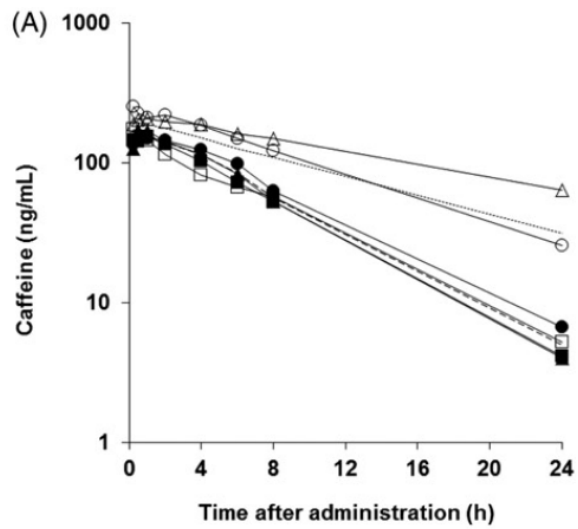 (A)
1000
100
10
1
Caffeine (ng/mL)
0 4 8 12 16 20 24
Time after administration (h)